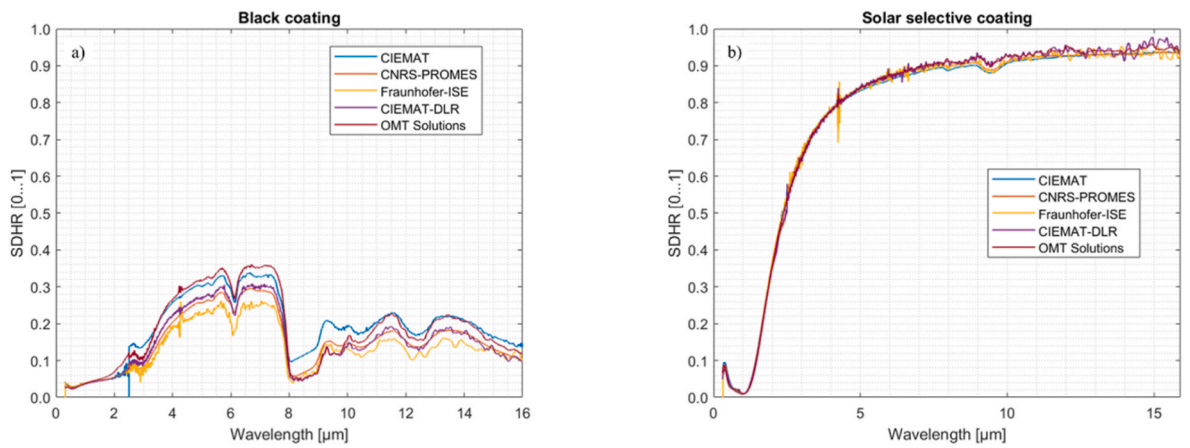 Black coating
a)
CIEMAT
CNRS-PROMES
Fraunhofer-ISE
CIEMAT-DLR
OMT Solutions
SDHR [0...1]
1.0
0.9
0.8
0.7
0.6
0.5
0.4
0.3
0.2
0.1
0.0
0 2 4 6 8 10 12 14 16
Wavelength [µm]
Solar selective coating
b)
CIEMAT
CNRS-PROMES
Fraunhofer-ISE
CIEMAT-DLR
OMT Solutions
SDHR [0...1]
1.0
0.9
0.8
0.7
0.6
0.5
0.4
0.3
0.2
0.1
0.0
0 5 10 15
Wavelength [µm]